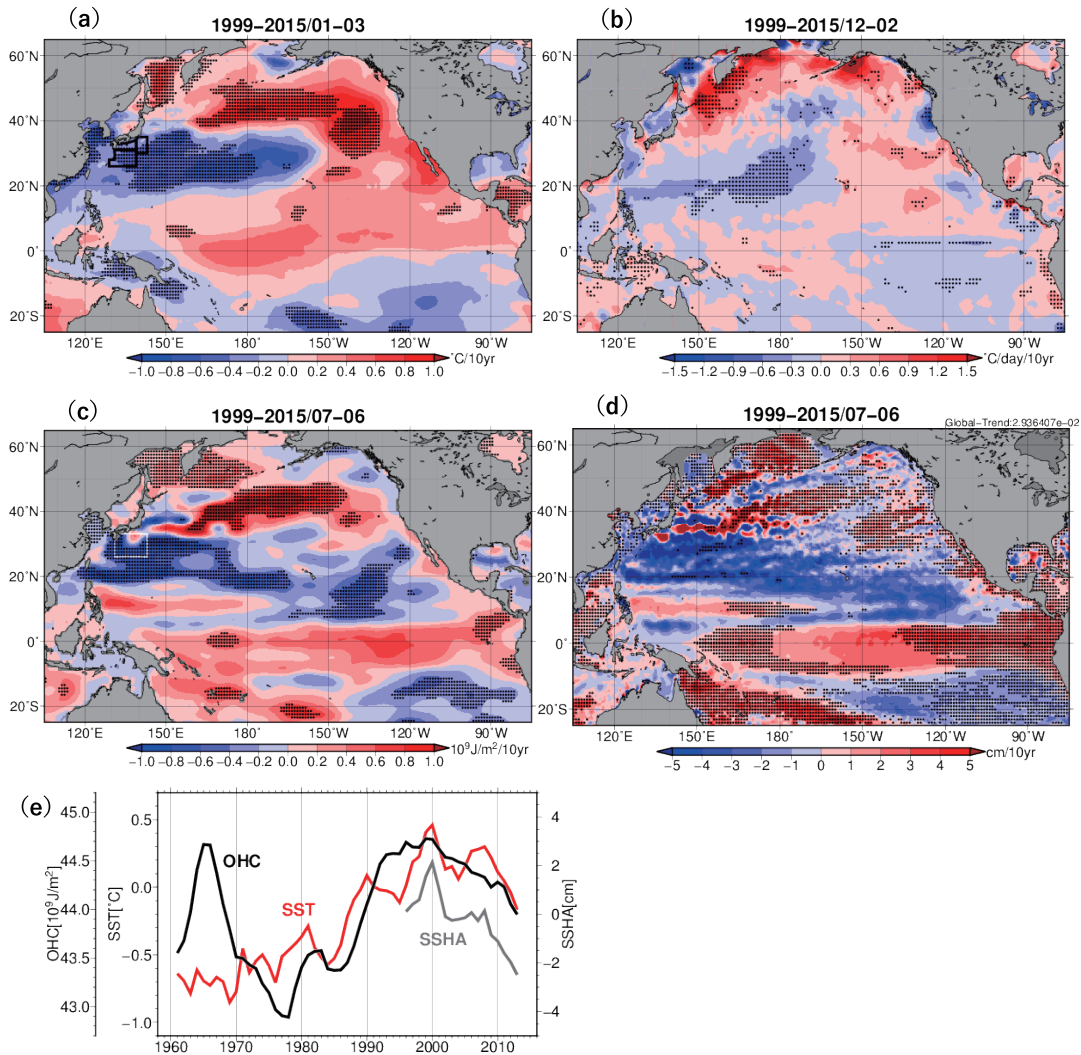 (a)
1999−2015/01−03
60˚N
40˚N
20˚N
0˚
20˚S
120˚E 150˚E 180˚ 150˚W 120˚W 90˚W
−1.0 −0.8 −0.6 −0.4 −0.2 0.0 0.2 0.4 0.6 0.8 1.0
˚C/10yr
(b)
1999−2015/12−02
60˚N
40˚N
20˚N
0˚
20˚S
120˚E 150˚E 180˚ 150˚W 120˚W 90˚W
−1.5 −1.2 −0.9 −0.6 −0.3 0.0 0.3 0.6 0.9 1.2 1.5
˚C/day/10yr
(c)
1999−2015/07−06
60˚N
40˚N
20˚N
0˚
20˚S
120˚E 150˚E 180˚ 150˚W 120˚W 90˚W
−1.0 −0.8 −0.6 −0.4 −0.2 0.0 0.2 0.4 0.6 0.8 1.0
10⁹J/m²/10yr
(d)
1999−2015/07−06
Global−Trend:2.936407e−02
60˚N
40˚N
20˚N
0˚
20˚S
120˚E 150˚E 180˚ 150˚W 120˚W 90˚W
−5 −4 −3 −2 −1 0 1 2 3 4 5
cm/10yr
(e)
OHC[10⁹J/m²]
45.0
44.5
44.0
43.5
43.0
SST[˚C]
0.5
0.0
−0.5
−1.0
OHC
SST
SSHA
4
2
0
−2
−4
SSHA[cm]
1960 1970 1980 1990 2000 2010